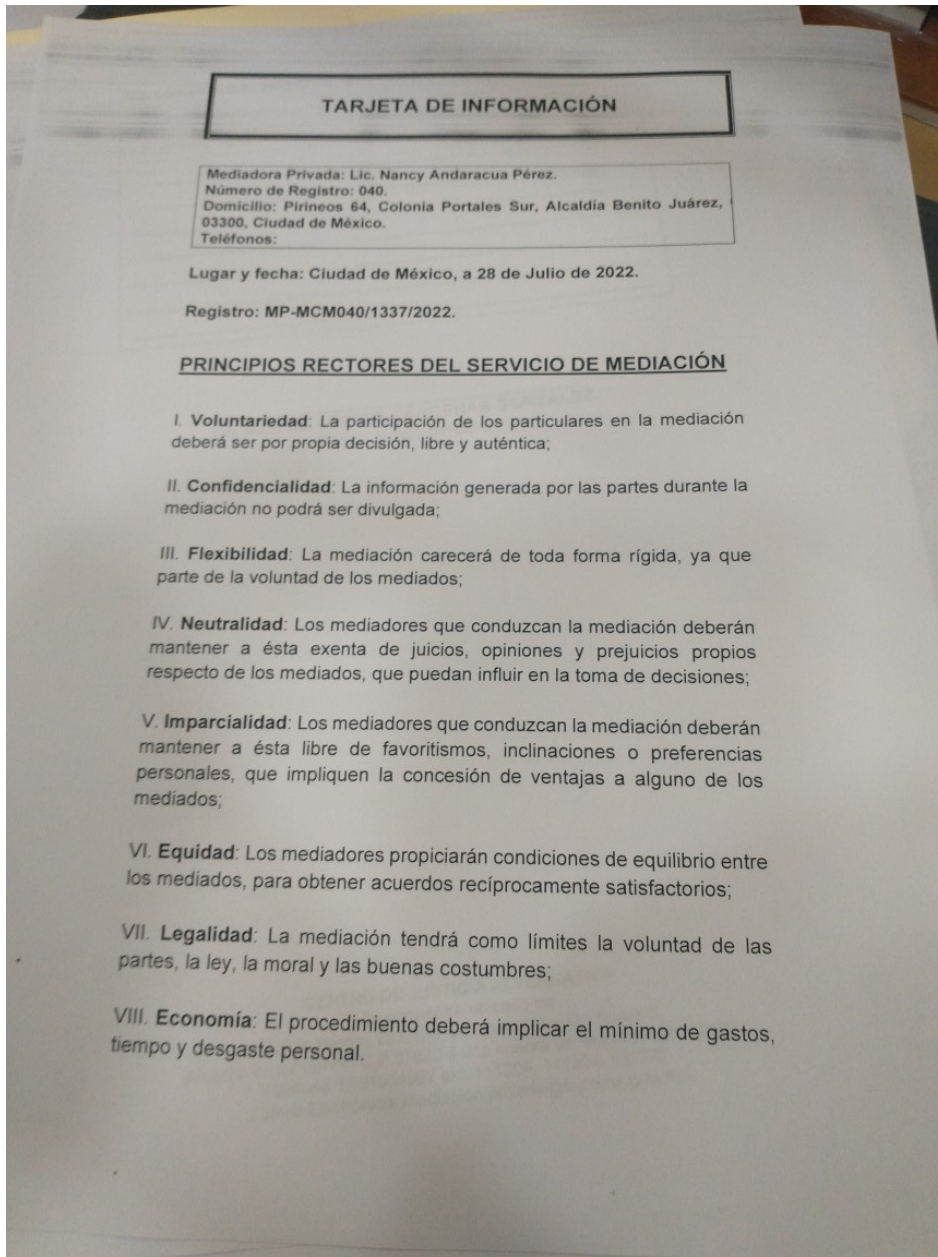 TARJETA DE INFORMACIÓN
Mediadora Privada: Lic. Nancy Andaracua Pérez.
Número de Registro: 040.
Domicilio: Pirineos 64, Colonia Portales Sur, Alcaldía Benito Juárez,
03300, Ciudad de México.
Teléfonos:
Lugar y fecha: Ciudad de México, a 28 de Julio de 2022.
Registro: MP-MCM040/1337/2022.
PRINCIPIOS RECTORES DEL SERVICIO DE MEDIACIÓN
I. Voluntariedad: La participación de los particulares en la mediación
deberá ser por propia decisión, libre y auténtica;
II. Confidencialidad: La información generada por las partes durante la
mediación no podrá ser divulgada;
III. Flexibilidad: La mediación carecerá de toda forma rígida, ya que
parte de la voluntad de los mediados;
IV. Neutralidad: Los mediadores que conduzcan la mediación deberán
mantener a ésta exenta de juicios, opiniones y prejuicios propios
respecto de los mediados, que puedan influir en la toma de decisiones;
V. Imparcialidad: Los mediadores que conduzcan la mediación deberán
mantener a ésta libre de favoritismos, inclinaciones o preferencias
personales, que impliquen la concesión de ventajas a alguno de los
mediados;
VI. Equidad: Los mediadores propiciarán condiciones de equilibrio entre
los mediados, para obtener acuerdos recíprocamente satisfactorios;
VII. Legalidad: La mediación tendrá como límites la voluntad de las
partes, la ley, la moral y las buenas costumbres;
VIII. Economía: El procedimiento deberá implicar el mínimo de gastos,
tiempo y desgaste personal.